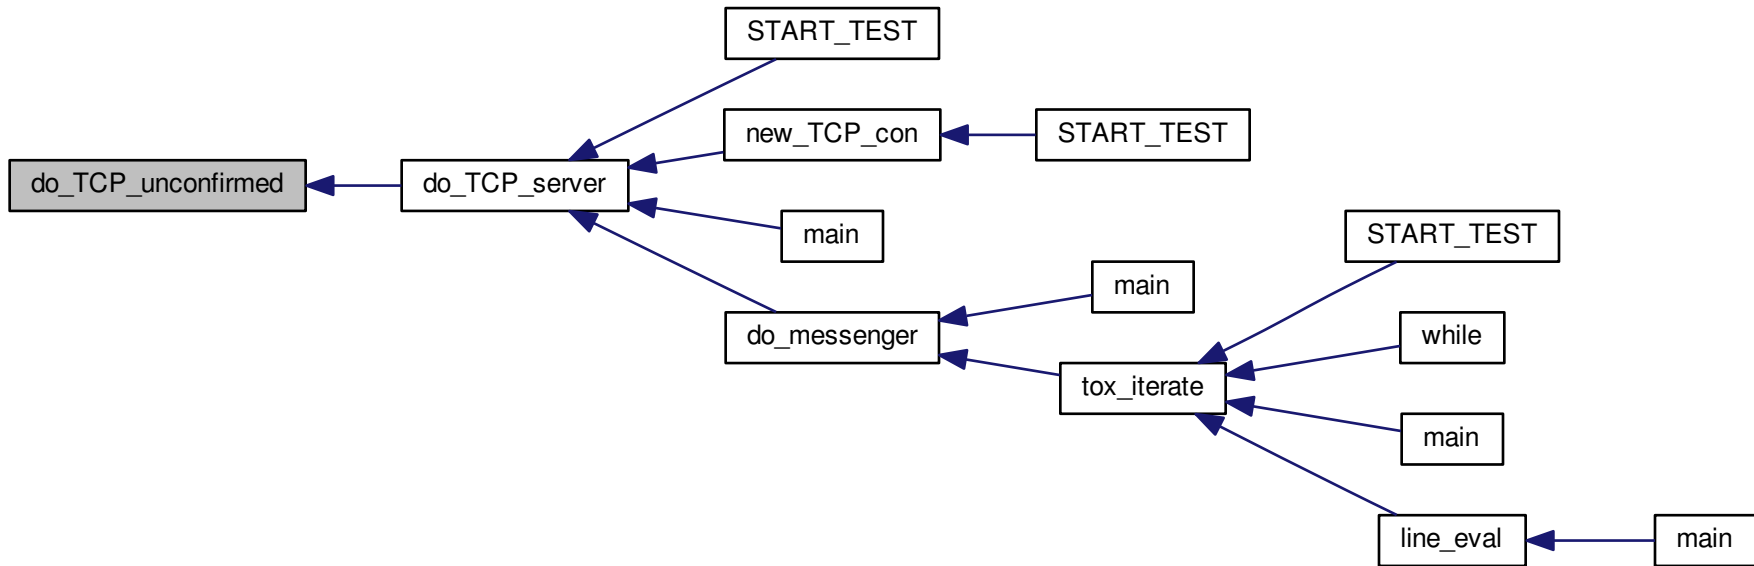 START_TEST
new_TCP_con
START_TEST
do_TCP_unconfirmed
do_TCP_server
main
START_TEST
main
do_messenger
while
tox_iterate
main
line_eval
main